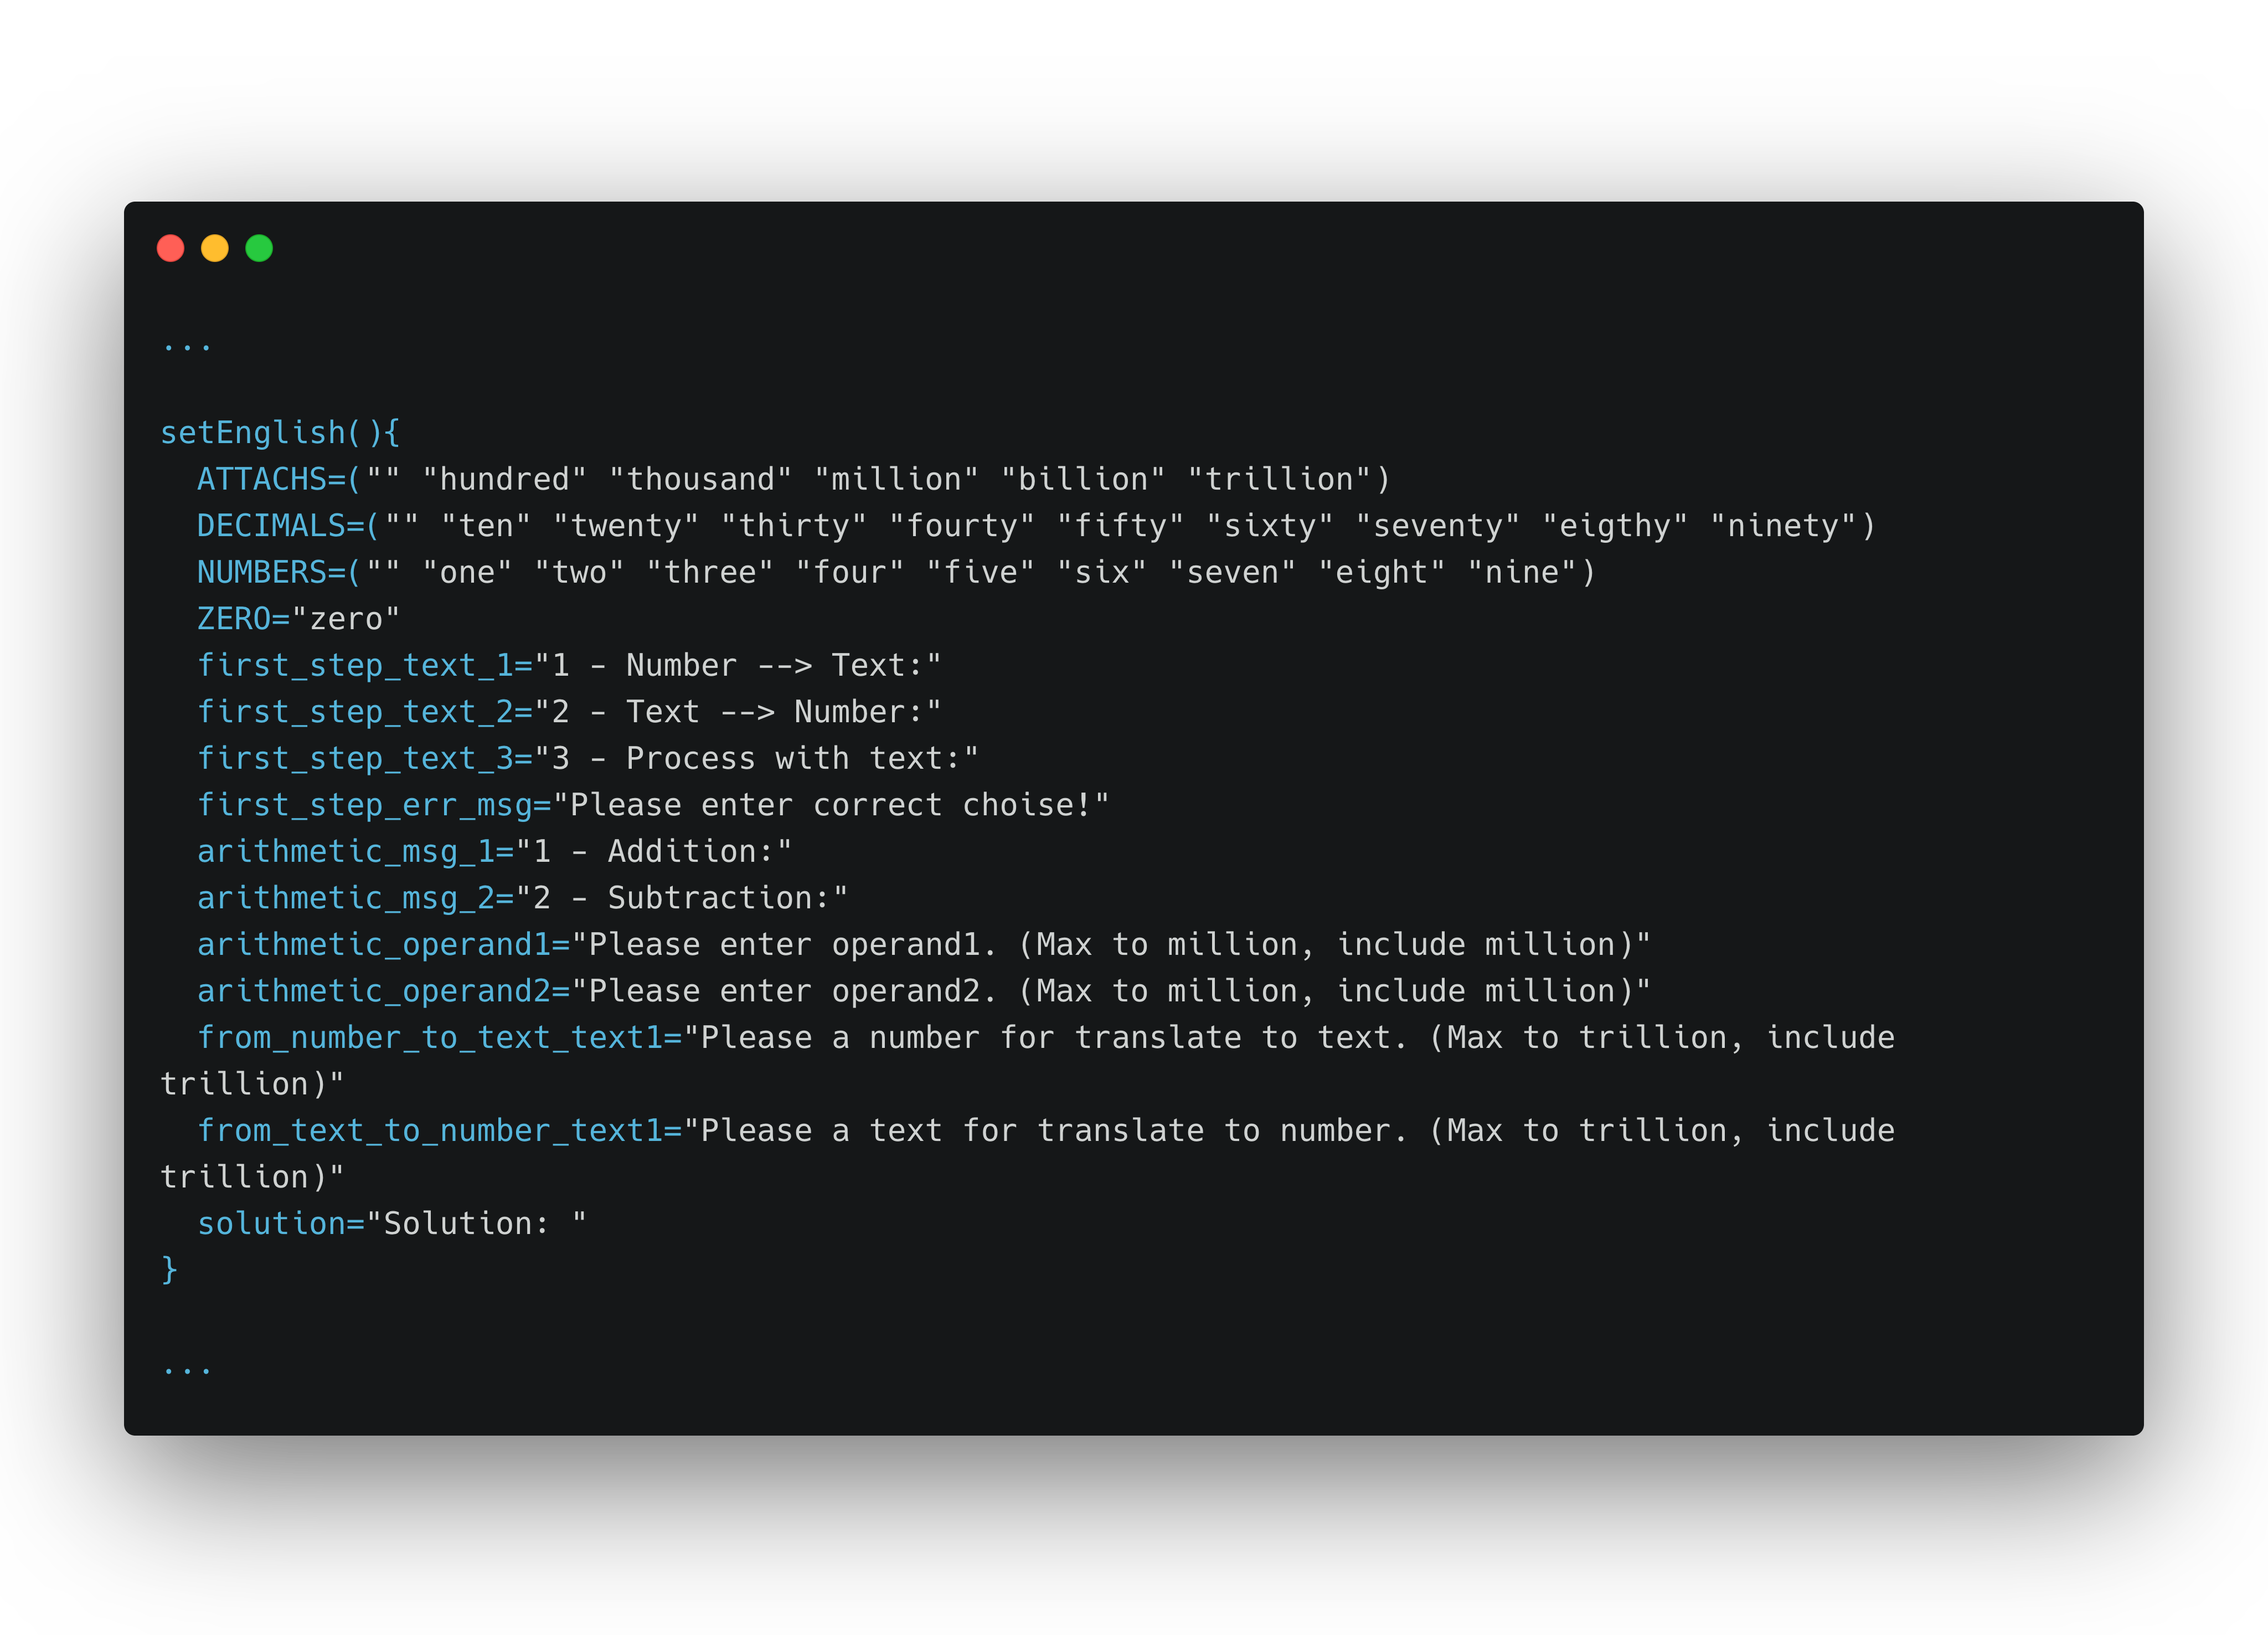 ...
setEnglish(){
  ATTACHS=("" "hundred" "thousand" "million" "billion" "trillion")
  DECIMALS=("" "ten" "twenty" "thirty" "fourty" "fifty" "sixty" "seventy" "eigthy" "ninety")
  NUMBERS=("" "one" "two" "three" "four" "five" "six" "seven" "eight" "nine")
  ZERO="zero"
  first_step_text_1="1 - Number --> Text:"
  first_step_text_2="2 - Text --> Number:"
  first_step_text_3="3 - Process with text:"
  first_step_err_msg="Please enter correct choise!"
  arithmetic_msg_1="1 - Addition:"
  arithmetic_msg_2="2 - Subtraction:"
  arithmetic_operand1="Please enter operand1. (Max to million, include million)"
  arithmetic_operand2="Please enter operand2. (Max to million, include million)"
  from_number_to_text_text1="Please a number for translate to text. (Max to trillion, include
trillion)"
  from_text_to_number_text1="Please a text for translate to number. (Max to trillion, include
trillion)"
  solution="Solution: "
}
...